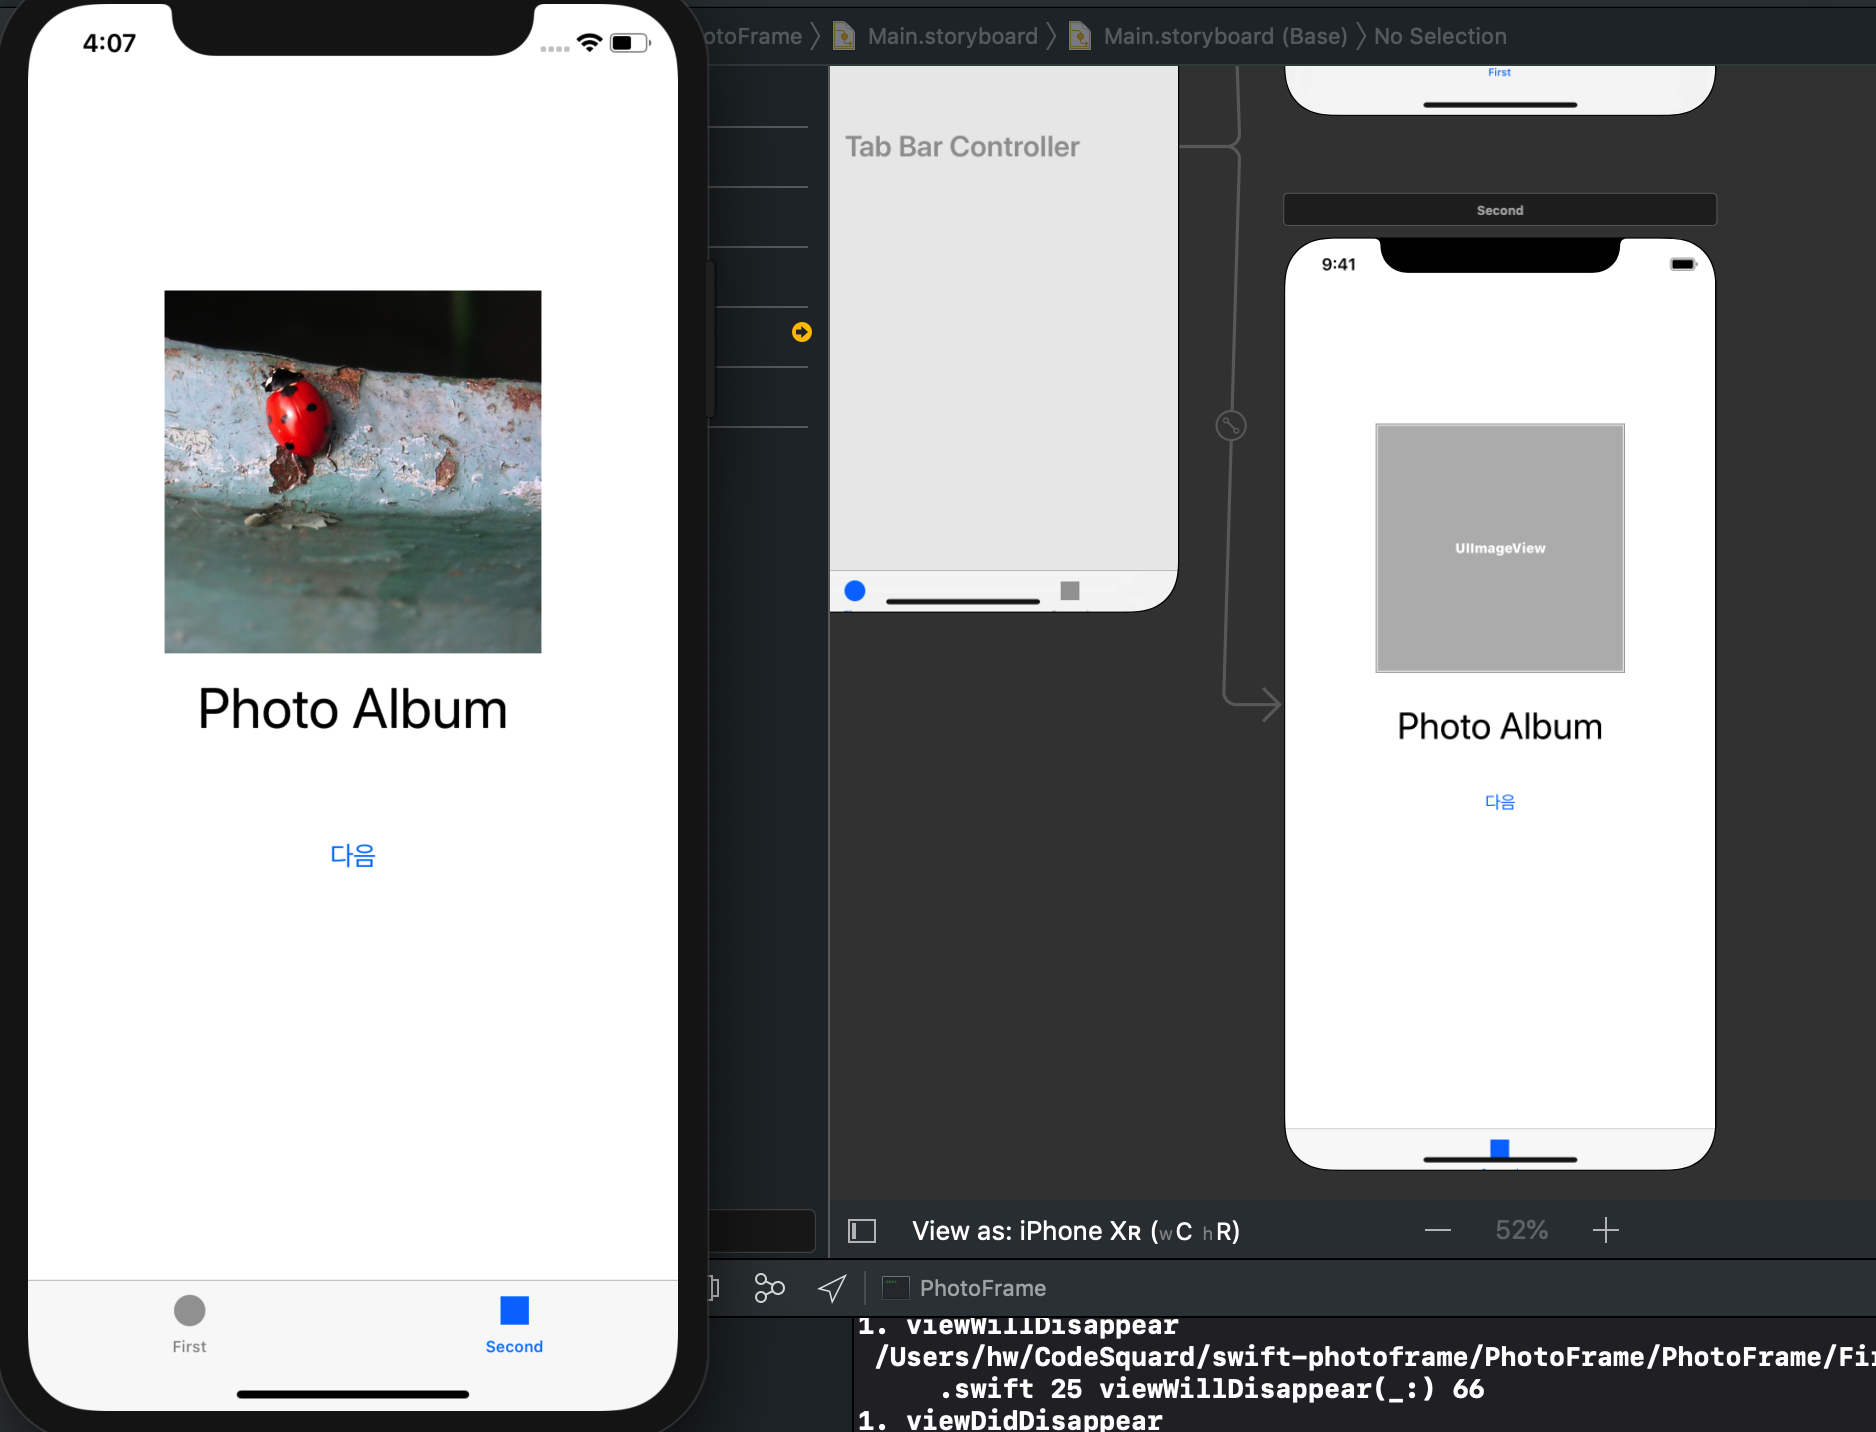 4:07
Photo Album
다음
First
Second
Main.storyboard
Main.storyboard (Base)
No Selection
Tab Bar Controller
First
Second
9:41
UIImageView
Photo Album
다음
View as: iPhone XR (wC hR)
52%
PhotoFrame
1. viewWillDisappear
/Users/hw/CodeSquard/swift-photoframe/PhotoFrame/PhotoFrame/Fi
.swift 25 viewWillDisappear(_:) 66
1. viewDidDisappear